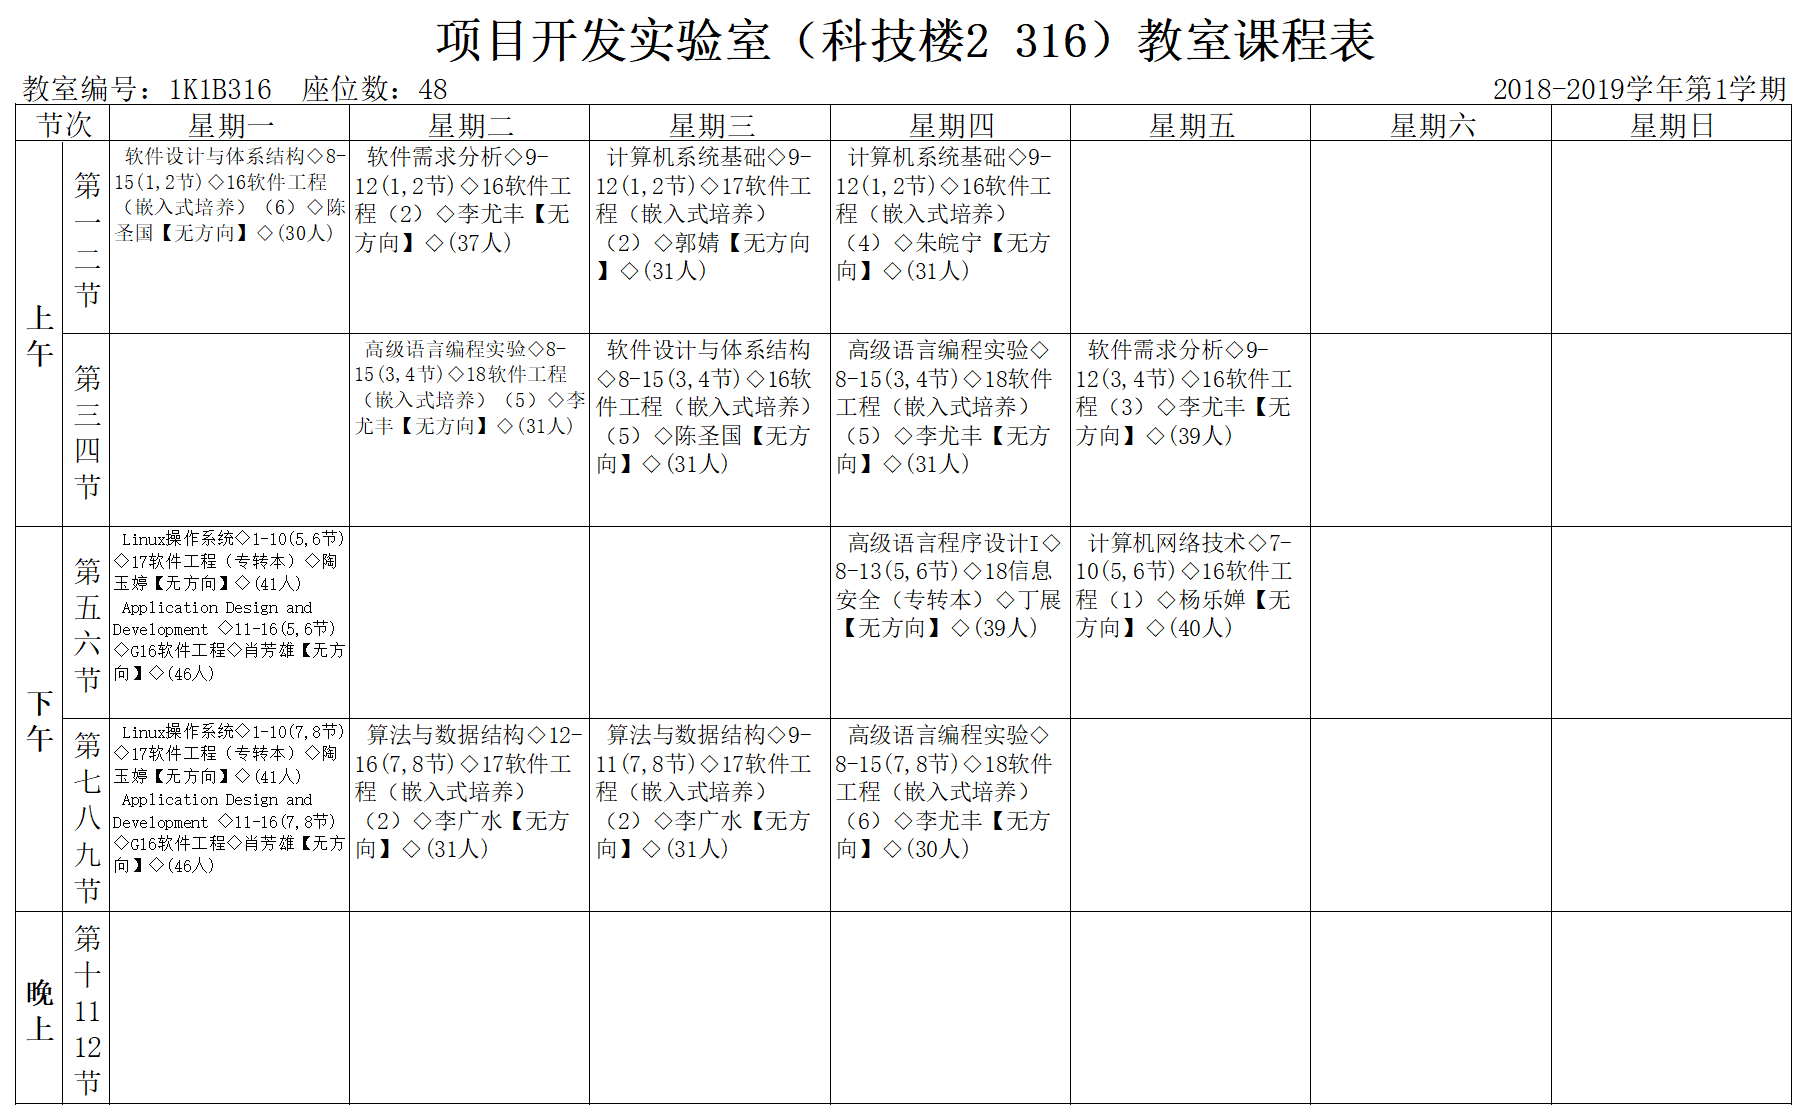 项目开发实验室（科技楼2 316）教室课程表
教室编号：1K1B316 座位数：48
2018-2019学年第1学期
节次 星期一 星期二 星期三 星期四 星期五 星期六 星期日
上午
第一二节
软件设计与体系结构◇8-
15(1,2节)◇16软件工程
（嵌入式培养）（6）◇陈
圣国【无方向】◇(30人)
软件需求分析◇9-
12(1,2节)◇16软件工
程（2）◇李尤丰【无
方向】◇(37人)
计算机系统基础◇9-
12(1,2节)◇17软件工
程（嵌入式培养）
（2）◇郭婧【无方向
】◇(31人)
计算机系统基础◇9-
12(1,2节)◇16软件工
程（嵌入式培养）
（4）◇朱皖宁【无方
向】◇(31人)
第三四节
高级语言编程实验◇8-
15(3,4节)◇18软件工程
（嵌入式培养）（5）◇李
尤丰【无方向】◇(31人)
软件设计与体系结构
◇8-15(3,4节)◇16软
件工程（嵌入式培养）
（5）◇陈圣国【无方
向】◇(31人)
高级语言编程实验◇
8-15(3,4节)◇18软件
工程（嵌入式培养）
（5）◇李尤丰【无方
向】◇(31人)
软件需求分析◇9-
12(3,4节)◇16软件工
程（3）◇李尤丰【无
方向】◇(39人)
下午
第五六节
Linux操作系统◇1-10(5,6节)
◇17软件工程（专转本）◇陶
玉婷【无方向】◇(41人)
Application Design and
Development ◇11-16(5,6节)
◇G16软件工程◇肖芳雄【无方
向】◇(46人)
高级语言程序设计I◇
8-13(5,6节)◇18信息
安全（专转本）◇丁展
【无方向】◇(39人)
计算机网络技术◇7-
10(5,6节)◇16软件工
程（1）◇杨乐婵【无
方向】◇(40人)
第七八九节
Linux操作系统◇1-10(7,8节)
◇17软件工程（专转本）◇陶
玉婷【无方向】◇(41人)
Application Design and
Development ◇11-16(7,8节)
◇G16软件工程◇肖芳雄【无方
向】◇(46人)
算法与数据结构◇12-
16(7,8节)◇17软件工
程（嵌入式培养）
（2）◇李广水【无方
向】◇(31人)
算法与数据结构◇9-
11(7,8节)◇17软件工
程（嵌入式培养）
（2）◇李广水【无方
向】◇(31人)
高级语言编程实验◇
8-15(7,8节)◇18软件
工程（嵌入式培养）
（6）◇李尤丰【无方
向】◇(30人)
晚上
第十1112节